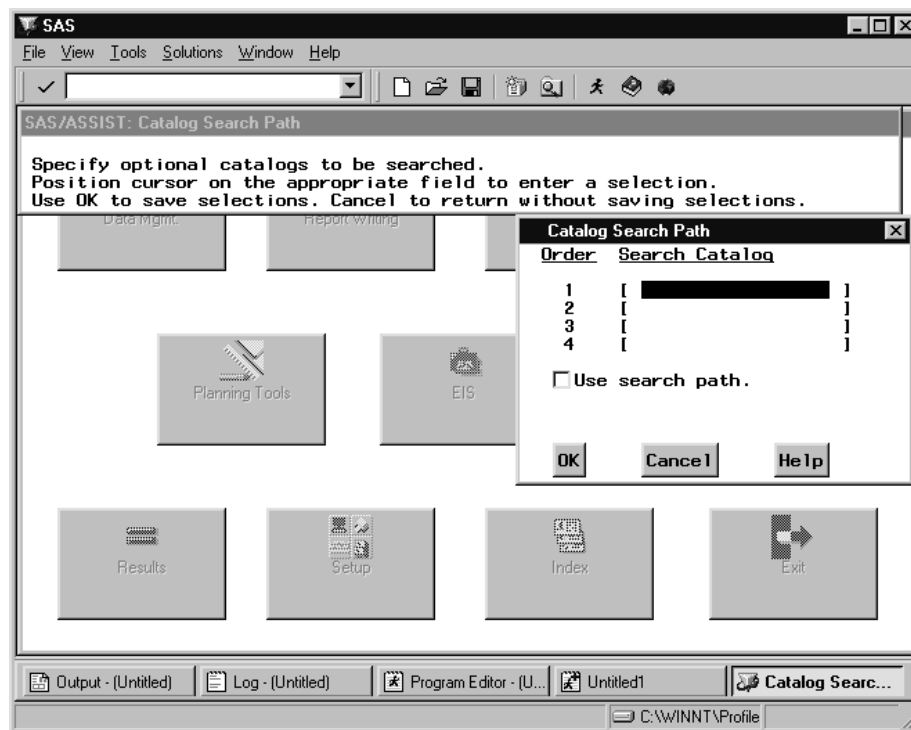 SAS
File View Tools Solutions Window Help
SAS/ASSIST: Catalog Search Path
Specify optional catalogs to be searched.
Position cursor on the appropriate field to enter a selection.
Use OK to save selections. Cancel to return without saving selections.
Data Mgmt.
Report Writing
Catalog Search Path
Order Search Catalog
1 [ ]
2 [ ]
3 [ ]
4 [ ]
Use search path.
OK Cancel Help
Planning Tools
EIS
Results
Setup
Index
Exit
Output - (Untitled)
Log - (Untitled)
Program Editor - (U...
Untitled1
Catalog Searc...
C:\WINNT\Profile